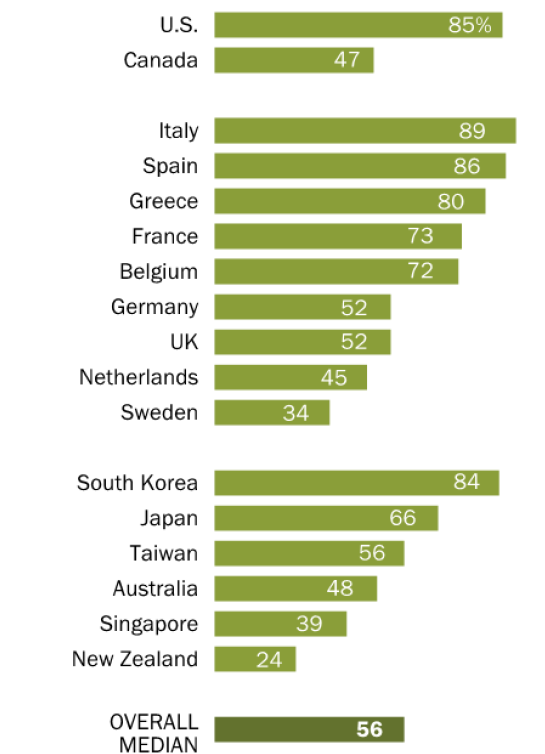 U.S. 85%
Canada 47
Italy 89
Spain 86
Greece 80
France 73
Belgium 72
Germany 52
UK 52
Netherlands 45
Sweden 34
South Korea 84
Japan 66
Taiwan 56
Australia 48
Singapore 39
New Zealand 24
OVERALL
MEDIAN 56